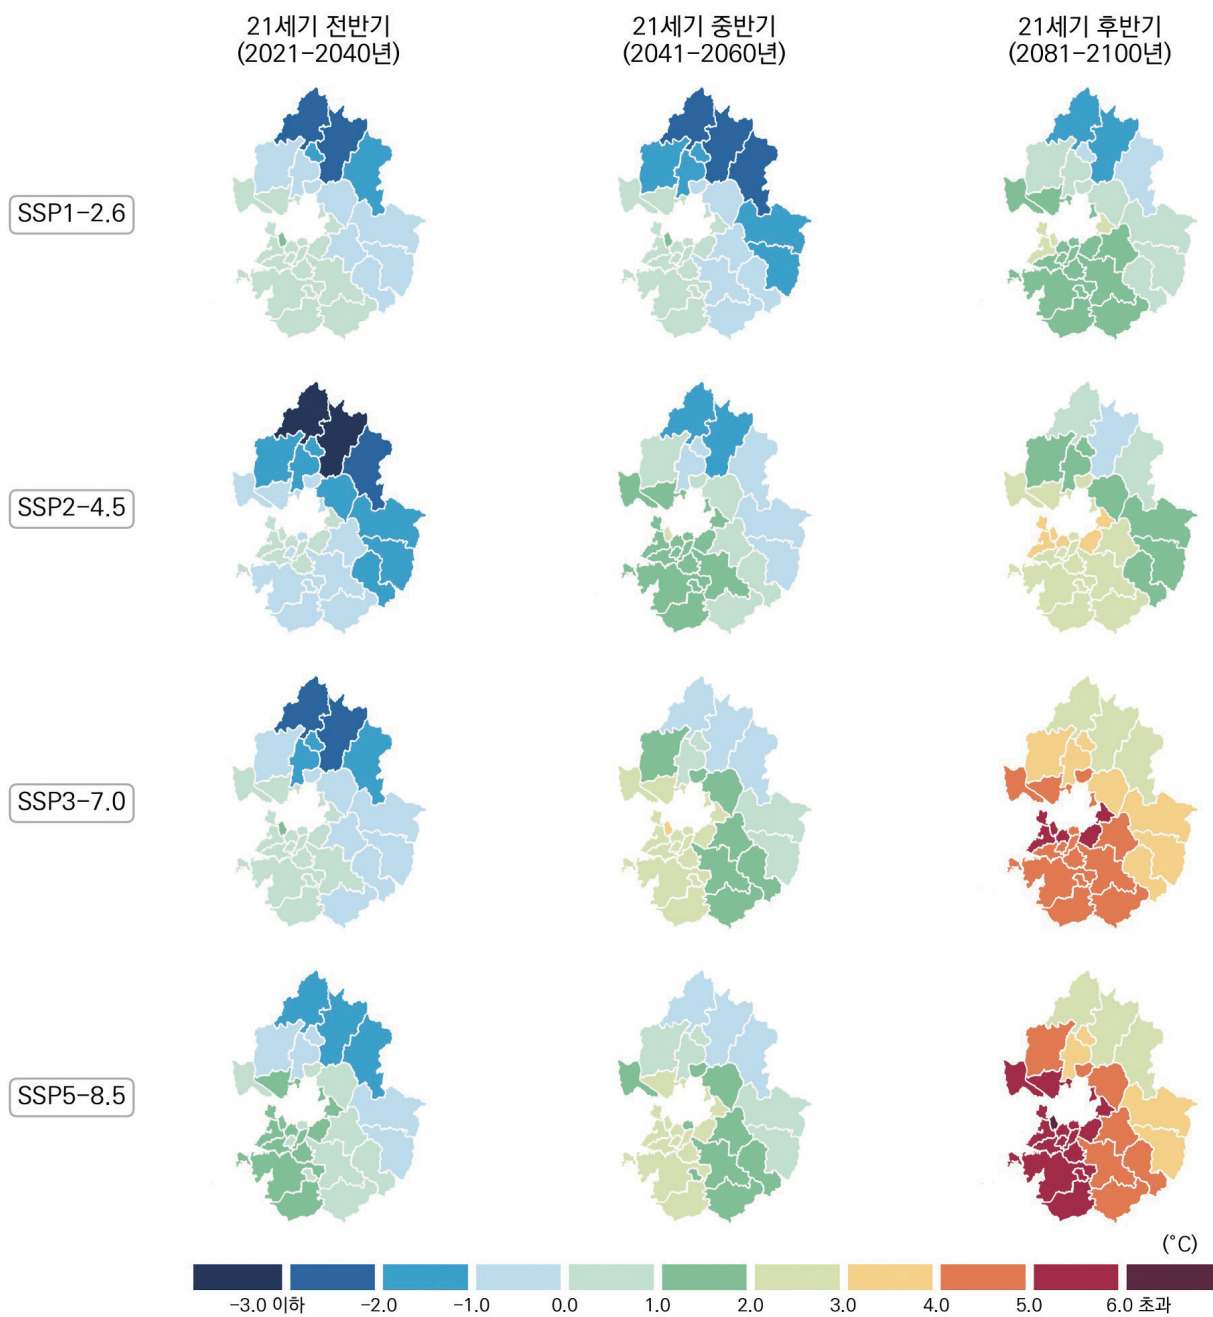 21세기 전반기
(2021-2040년)
21세기 중반기
(2041-2060년)
21세기 후반기
(2081-2100년)
SSP1-2.6
SSP2-4.5
SSP3-7.0
SSP5-8.5
(°C)
-3.0 이하 -2.0 -1.0 0.0 1.0 2.0 3.0 4.0 5.0 6.0 초과